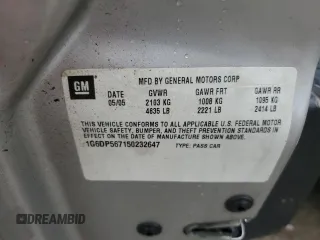 GM
MFD BY GENERAL MOTORS CORP
DATE GVWR GAWR FRT GAWR RR
05/05 2103 KG 1008 KG 1095 KG
4635 LB 2221 LB 2414 LB
THIS VEHICLE CONFORMS TO ALL APPLICABLE U.S. FEDERAL MOTOR
VEHICLE SAFETY, BUMPER, AND THEFT PREVENTION STANDARDS
IN EFFECT ON THE DATE OF MANUFACTURE SHOWN ABOVE.
1G6DP567150232647 TYPE: PASS CAR
DREAMBID